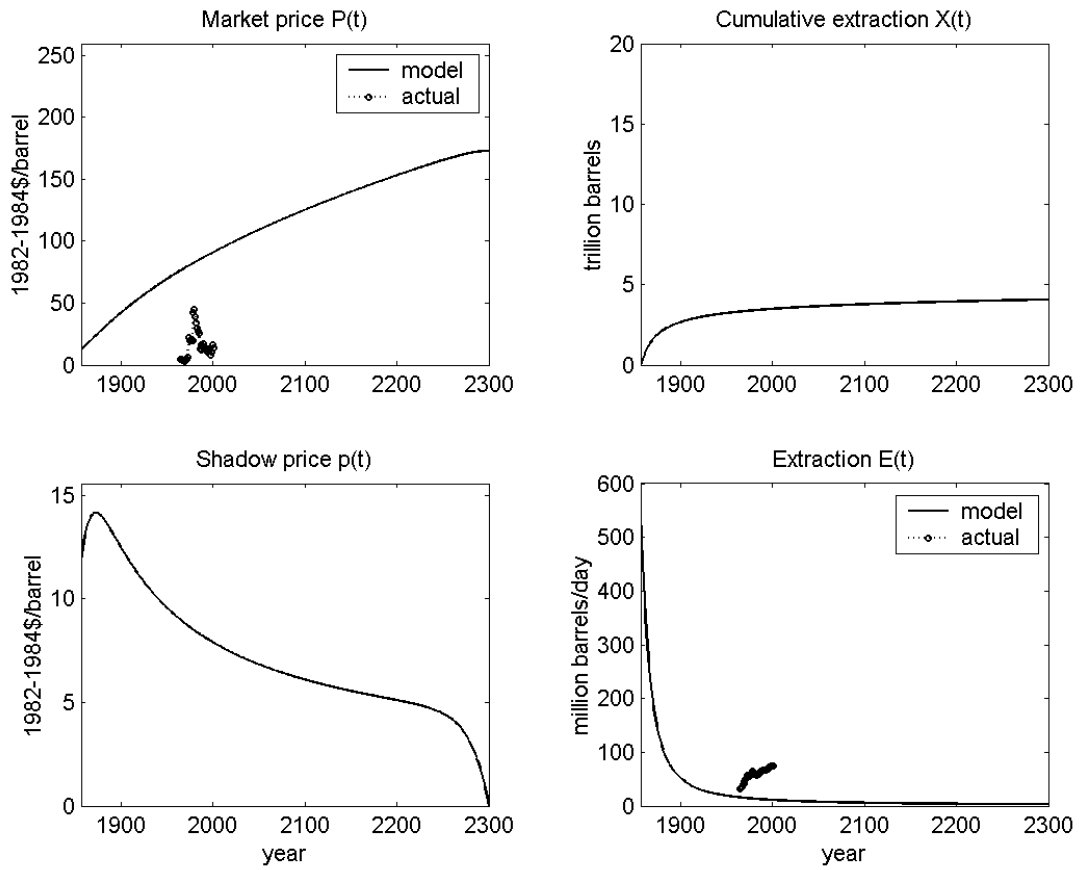 Market price P(t)
250
200
150
100
50
0
1982-1984$/barrel
model
actual
1900 2000 2100 2200 2300
Cumulative extraction X(t)
20
15
10
5
0
trillion barrels
1900 2000 2100 2200 2300
Shadow price p(t)
15
10
5
0
1982-1984$/barrel
1900 2000 2100 2200 2300
year
Extraction E(t)
600
500
400
300
200
100
0
million barrels/day
model
actual
1900 2000 2100 2200 2300
year